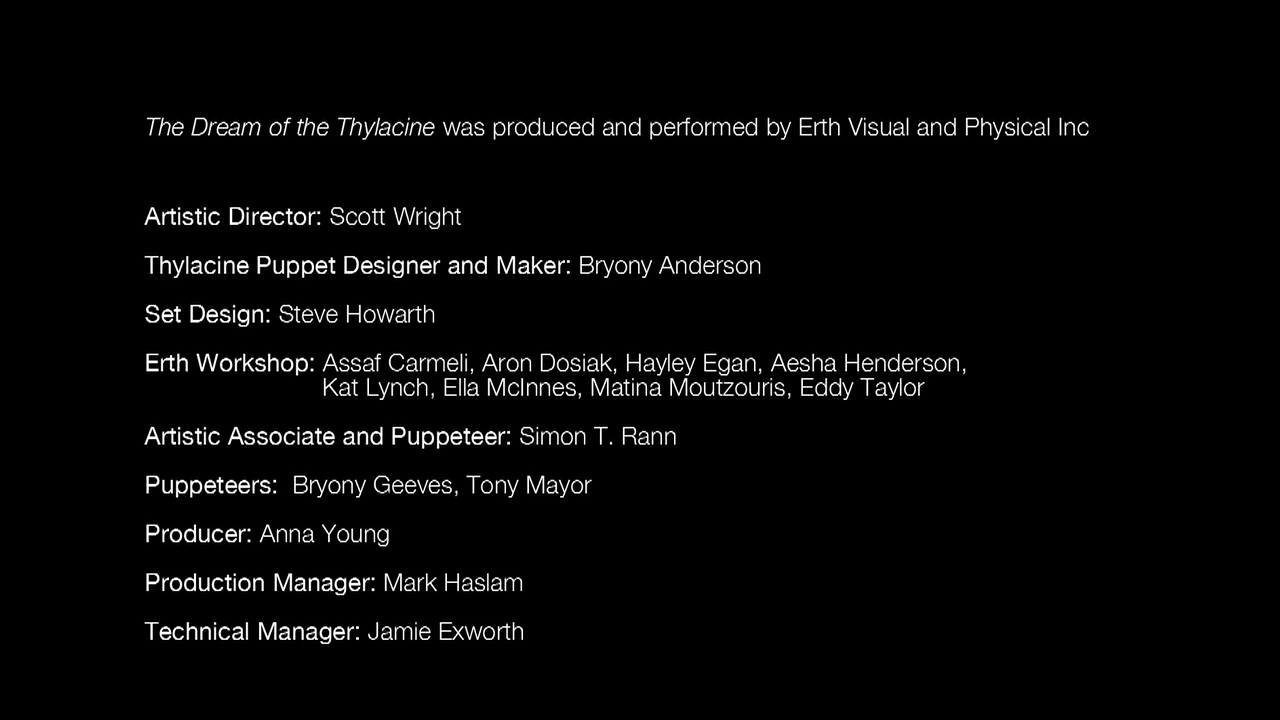 The Dream of the Thylacine was produced and performed by Erth Visual and Physical Inc
Artistic Director: Scott Wright
Thylacine Puppet Designer and Maker: Bryony Anderson
Set Design: Steve Howarth
Erth Workshop: Assaf Carmeli, Aron Dosiak, Hayley Egan, Aesha Henderson,
Kat Lynch, Ella McInnes, Matina Moutzouris, Eddy Taylor
Artistic Associate and Puppeteer: Simon T. Rann
Puppeteers:  Bryony Geeves, Tony Mayor
Producer: Anna Young
Production Manager: Mark Haslam
Technical Manager: Jamie Exworth